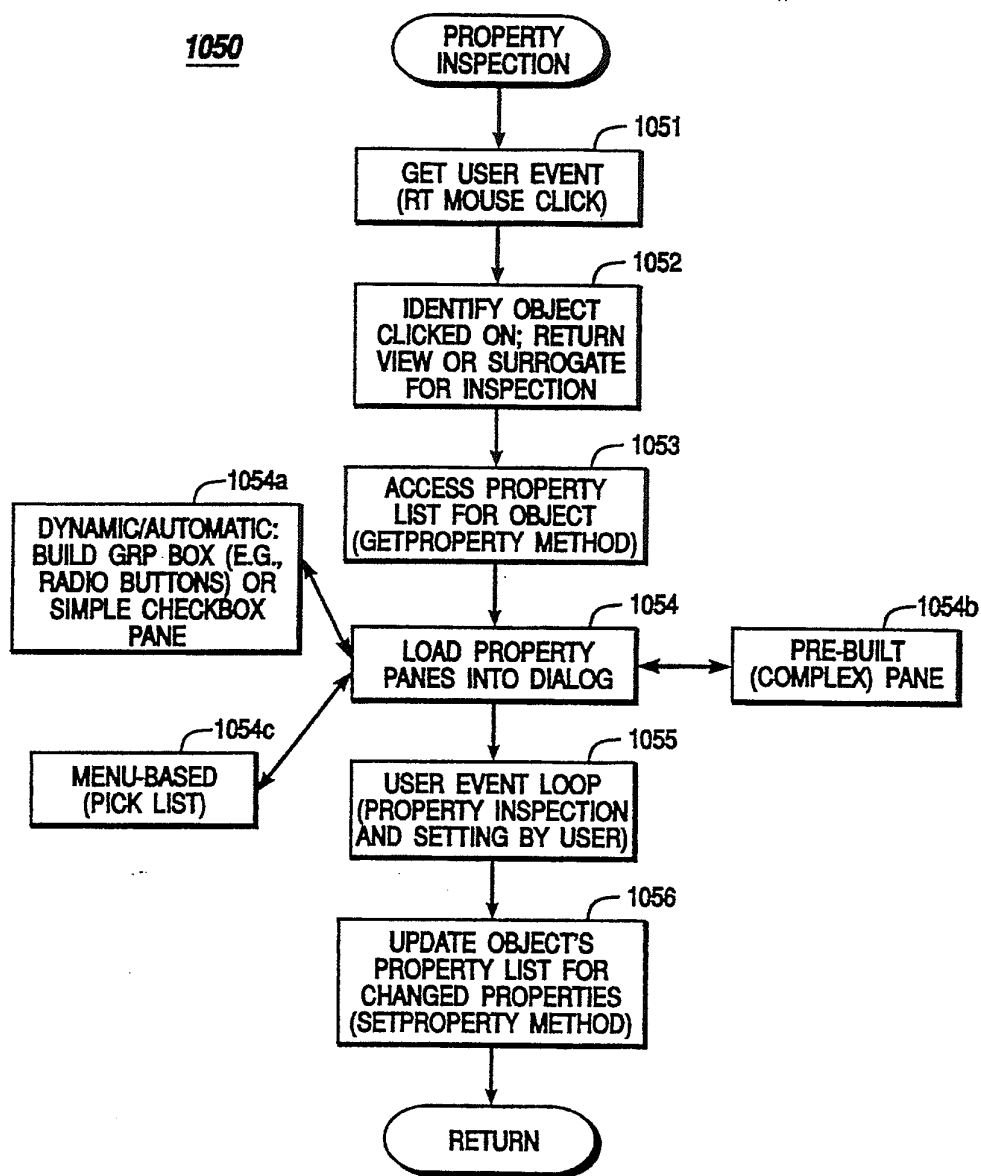 1050
PROPERTY
INSPECTION
1051
GET USER EVENT
(RT MOUSE CLICK)
1052
IDENTIFY OBJECT
CLICKED ON; RETURN
VIEW OR SURROGATE
FOR INSPECTION
1053
ACCESS PROPERTY
LIST FOR OBJECT
(GETPROPERTY METHOD)
1054a
DYNAMIC/AUTOMATIC:
BUILD GRP BOX (E.G.,
RADIO BUTTONS) OR
SIMPLE CHECKBOX
PANE
1054
LOAD PROPERTY
PANES INTO DIALOG
1054b
PRE-BUILT
(COMPLEX) PANE
1054c
MENU-BASED
(PICK LIST)
1055
USER EVENT LOOP
(PROPERTY INSPECTION
AND SETTING BY USER)
1056
UPDATE OBJECT'S
PROPERTY LIST FOR
CHANGED PROPERTIES
(SETPROPERTY METHOD)
RETURN